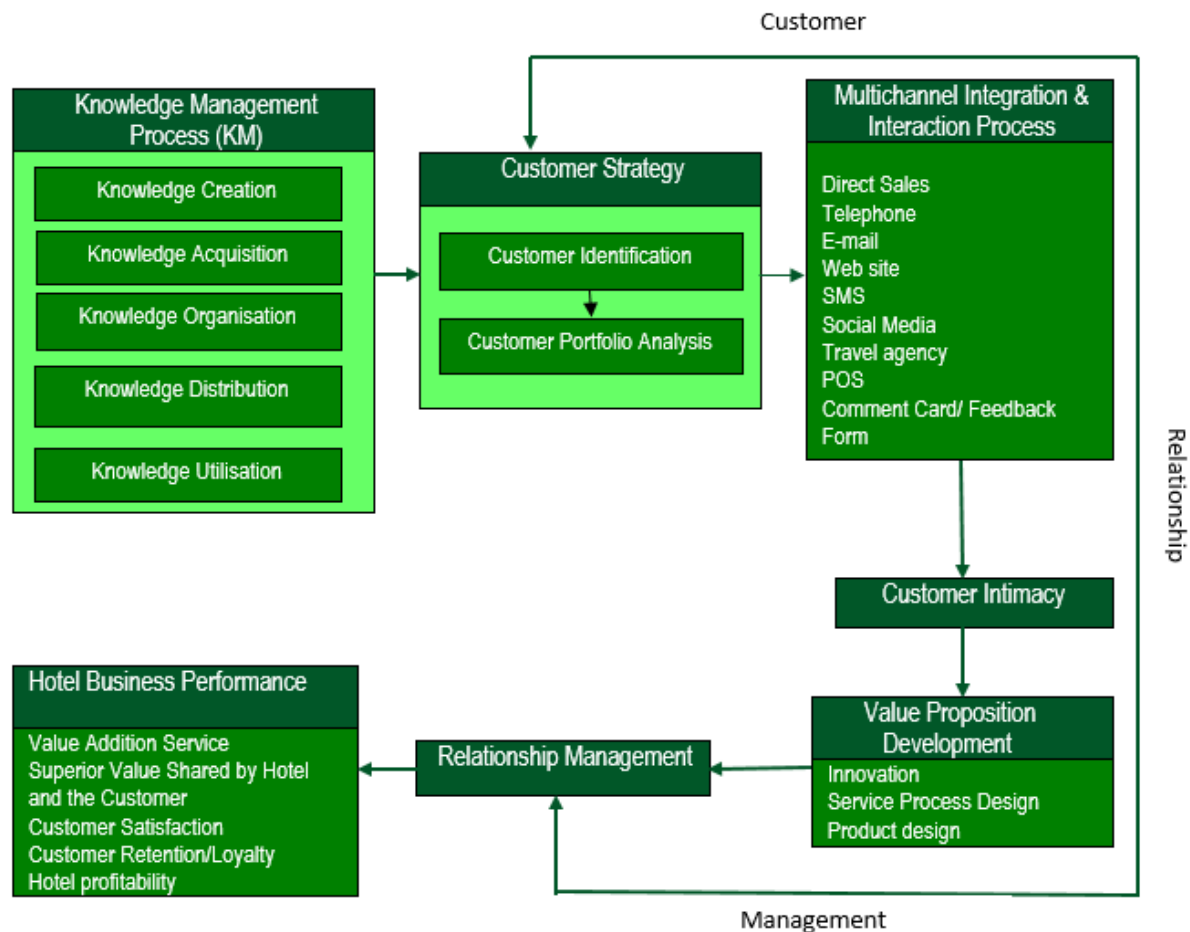 Customer
Knowledge Management
Process (KM)
Knowledge Creation
Knowledge Acquisition
Knowledge Organisation
Knowledge Distribution
Knowledge Utilisation
Customer Strategy
Customer Identification
Customer Portfolio Analysis
Multichannel Integration &
Interaction Process
Direct Sales
Telephone
E-mail
Web site
SMS
Social Media
Travel agency
POS
Comment Card/ Feedback
Form
Relationship
Customer Intimacy
Value Proposition
Development
Innovation
Service Process Design
Product design
Relationship Management
Hotel Business Performance
Value Addition Service
Superior Value Shared by Hotel
and the Customer
Customer Satisfaction
Customer Retention/Loyalty
Hotel profitability
Management